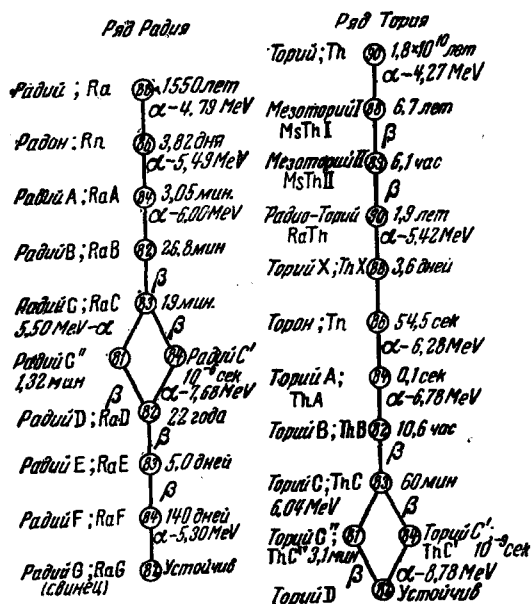 Ряд Радия
Радий; Ra 88 1550 лет
α-4,79 MeV
Радон; Rn 86 3,82 дня
α-5,49 MeV
Радий A; RaA 84 3,05 мин.
α-6,00 MeV
Радий B; RaB 82 26,8 мин
β
Радий C; RaC 83 19 мин.
5,50 MeV-α β
Радий C'' 81 84 Радий C'
1,32 мин 10⁻⁶ сек
β α-7,68 MeV
Радий D; RaD 82 22 года
β
Радий E; RaE 83 5,0 дней
β
Радий F; RaF 84 140 дней
α-5,30 MeV
Радий G; RaG 82 Устойчив
(свинец)
Ряд Тория
Торий; Th 90 1,8×10¹⁰ лет
α-4,27 MeV
Мезоторий I 88 6,7 лет
MsTh I β
Мезоторий II 83 6,1 час
MsTh II β
Радио-Торий 90 1,9 лет
RaTh α-5,42 MeV
Торий X; ThX 88 3,6 дней
Торон; Tn 86 54,5 сек
α-6,28 MeV
Торий A; 84 0,1 сек
ThA α-6,78 MeV
Торий B; ThB 82 10,6 час
β
Торий C; ThC 83 60 мин
6,04 MeV β
Торий C'' 81 84 Торий C'
ThC'' 3,1 мин ThC' 10⁻⁹ сек
β α-8,78 MeV
Торий D 82 Устойчив